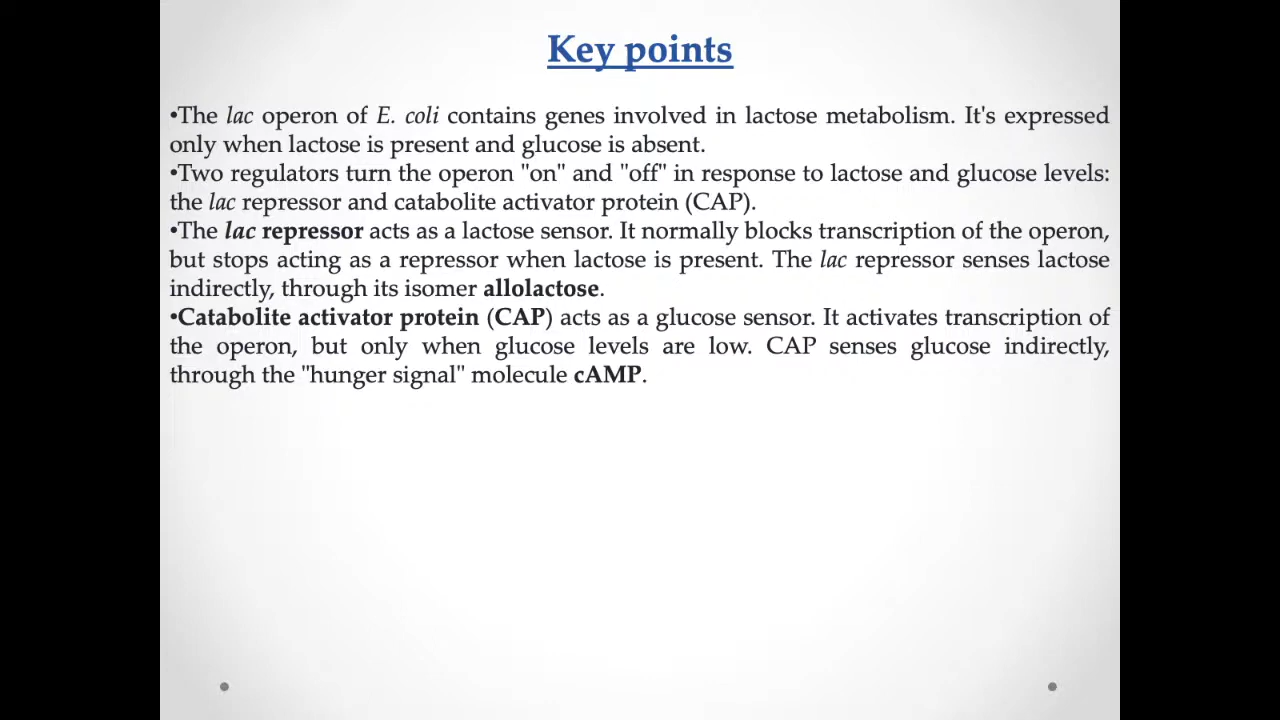 Key points
•The lac operon of E. coli contains genes involved in lactose metabolism. It's expressed
only when lactose is present and glucose is absent.
•Two regulators turn the operon "on" and "off" in response to lactose and glucose levels:
the lac repressor and catabolite activator protein (CAP).
•The lac repressor acts as a lactose sensor. It normally blocks transcription of the operon,
but stops acting as a repressor when lactose is present. The lac repressor senses lactose
indirectly, through its isomer allolactose.
•Catabolite activator protein (CAP) acts as a glucose sensor. It activates transcription of
the operon, but only when glucose levels are low. CAP senses glucose indirectly,
through the "hunger signal" molecule cAMP.